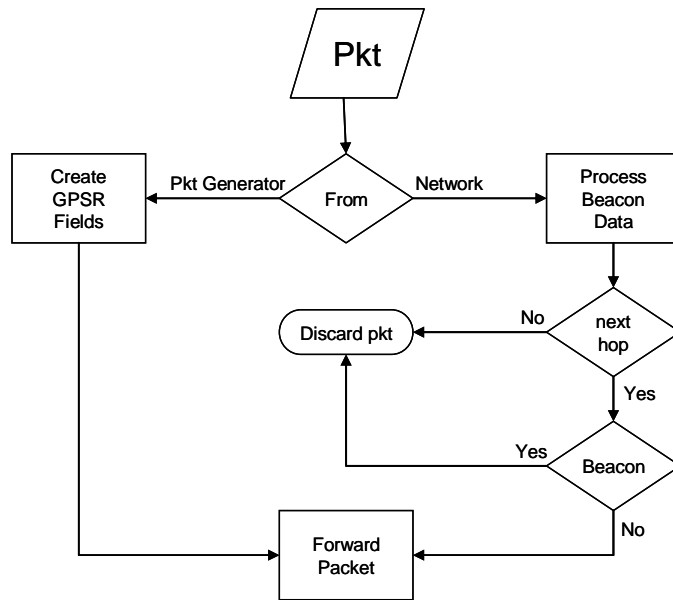 Pkt
Create
GPSR
Fields
Pkt Generator
From
Network
Process
Beacon
Data
Discard pkt
No
next
hop
Yes
Yes
Beacon
No
Forward
Packet